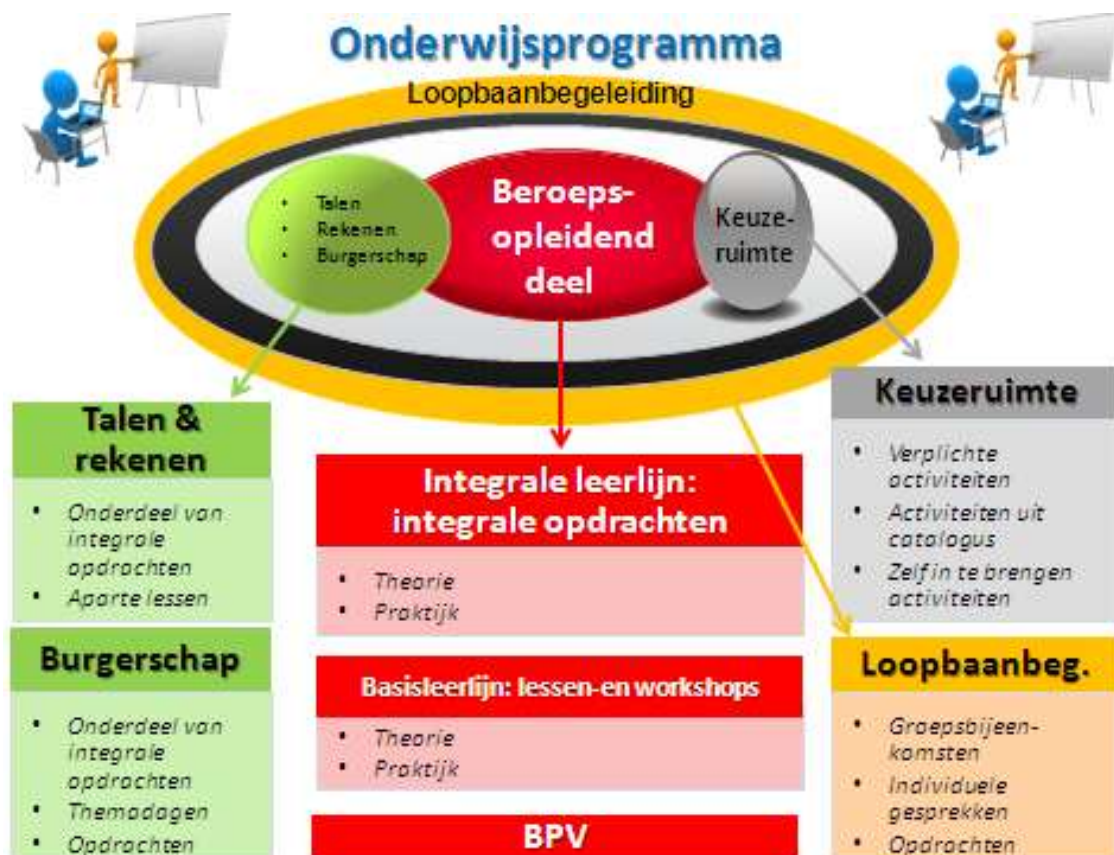 Onderwijsprogramma
Loopbaanbegeleiding
• Talen
• Rekenen
• Burgerschap
Beroeps-
opleidend
deel
Keuze-
ruimte
Talen &
rekenen
• Onderdeel van
integrale
opdrachten
• Aparte lessen
Burgerschap
• Onderdeel van
integrale
opdrachten
• Themadagen
• Opdrachten
Integrale leerlijn:
integrale opdrachten
• Theorie
• Praktijk
Basisleerlijn: lessen-en workshops
• Theorie
• Praktijk
BPV
Keuzeruimte
• Verplichte
activiteiten
• Activiteiten uit
catalogus
• Zelf in te brengen
activiteiten
Loopbaanbeg.
• Groepsbijeen-
komsten
• Individuele
gesprekken
• Opdrachten